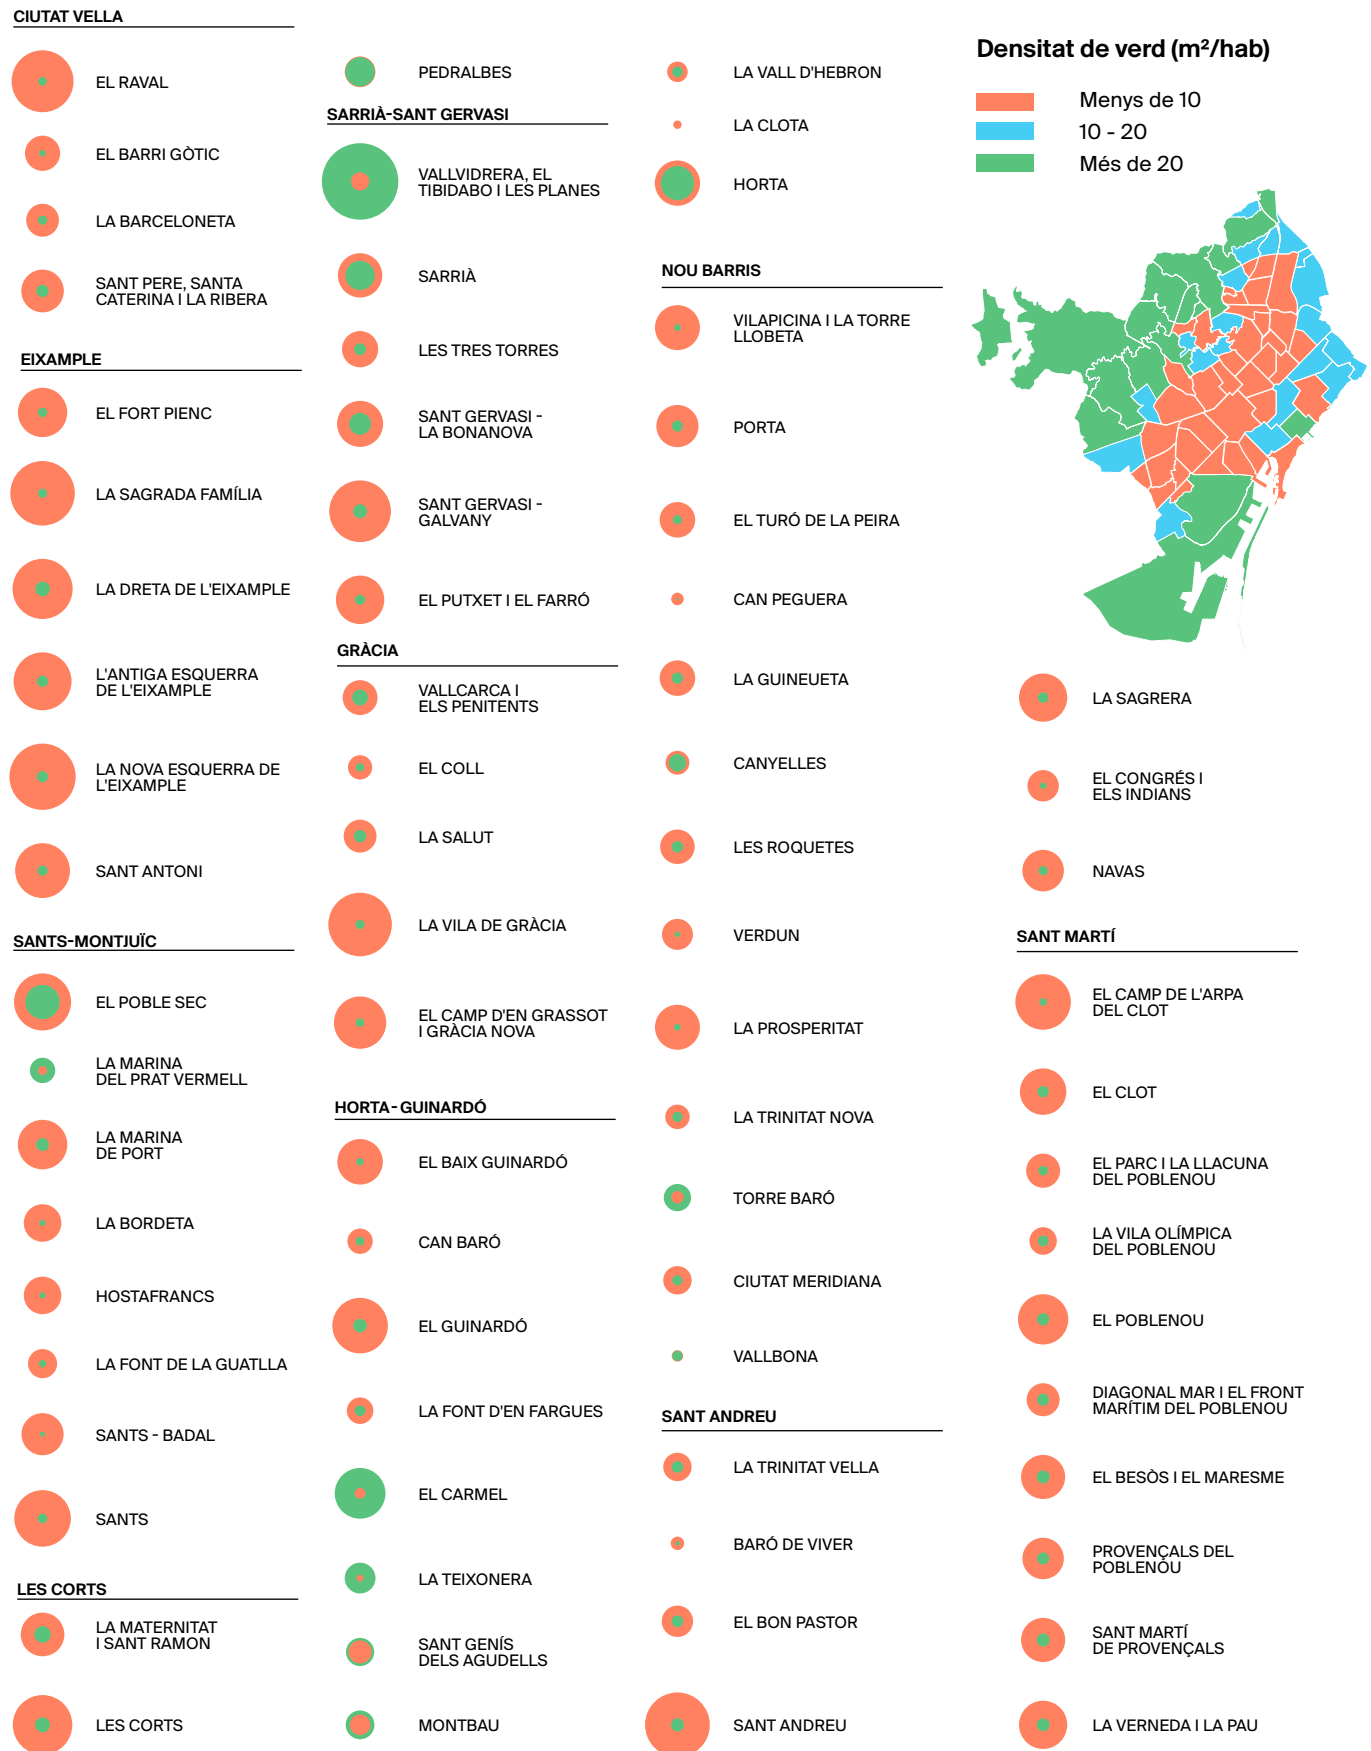 CIUTAT VELLA
EL RAVAL
EL BARRI GÒTIC
LA BARCELONETA
SANT PERE, SANTA
CATERINA I LA RIBERA
EIXAMPLE
EL FORT PIENC
LA SAGRADA FAMÍLIA
LA DRETA DE L'EIXAMPLE
L'ANTIGA ESQUERRA
DE L'EIXAMPLE
LA NOVA ESQUERRA DE
L'EIXAMPLE
SANT ANTONI
SANTS-MONTJUÏC
EL POBLE SEC
LA MARINA
DEL PRAT VERMELL
LA MARINA
DE PORT
LA BORDETA
HOSTAFRANCS
LA FONT DE LA GUATLLA
SANTS - BADAL
SANTS
LES CORTS
LA MATERNITAT
I SANT RAMON
LES CORTS
PEDRALBES
SARRIÀ-SANT GERVASI
VALLVIDRERA, EL
TIBIDABO I LES PLANES
SARRIÀ
LES TRES TORRES
SANT GERVASI -
LA BONANOVA
SANT GERVASI -
GALVANY
EL PUTXET I EL FARRÓ
GRÀCIA
VALLCARCA I
ELS PENITENTS
EL COLL
LA SALUT
LA VILA DE GRÀCIA
EL CAMP D'EN GRASSOT
I GRÀCIA NOVA
HORTA-GUINARDÓ
EL BAIX GUINARDÓ
CAN BARÓ
EL GUINARDÓ
LA FONT D'EN FARGUES
EL CARMEL
LA TEIXONERA
SANT GENÍS
DELS AGUDELLS
MONTBAU
LA VALL D'HEBRON
LA CLOTA
HORTA
NOU BARRIS
VILAPICINA I LA TORRE
LLOBETA
PORTA
EL TURÓ DE LA PEIRA
CAN PEGUERA
LA GUINEUETA
CANYELLES
LES ROQUETES
VERDUN
LA PROSPERITAT
LA TRINITAT NOVA
TORRE BARÓ
CIUTAT MERIDIANA
VALLBONA
SANT ANDREU
LA TRINITAT VELLA
BARÓ DE VIVER
EL BON PASTOR
SANT ANDREU
Densitat de verd (m²/hab)
Menys de 10
10 - 20
Més de 20
LA SAGRERA
EL CONGRÉS I
ELS INDIANS
NAVAS
SANT MARTÍ
EL CAMP DE L'ARPA
DEL CLOT
EL CLOT
EL PARC I LA LLACUNA
DEL POBLENOU
LA VILA OLÍMPICA
DEL POBLENOU
EL POBLENOU
DIAGONAL MAR I EL FRONT
MARÍTIM DEL POBLENOU
EL BESÒS I EL MARESME
PROVENÇALS DEL
POBLENOU
SANT MARTÍ
DE PROVENÇALS
LA VERNEDA I LA PAU